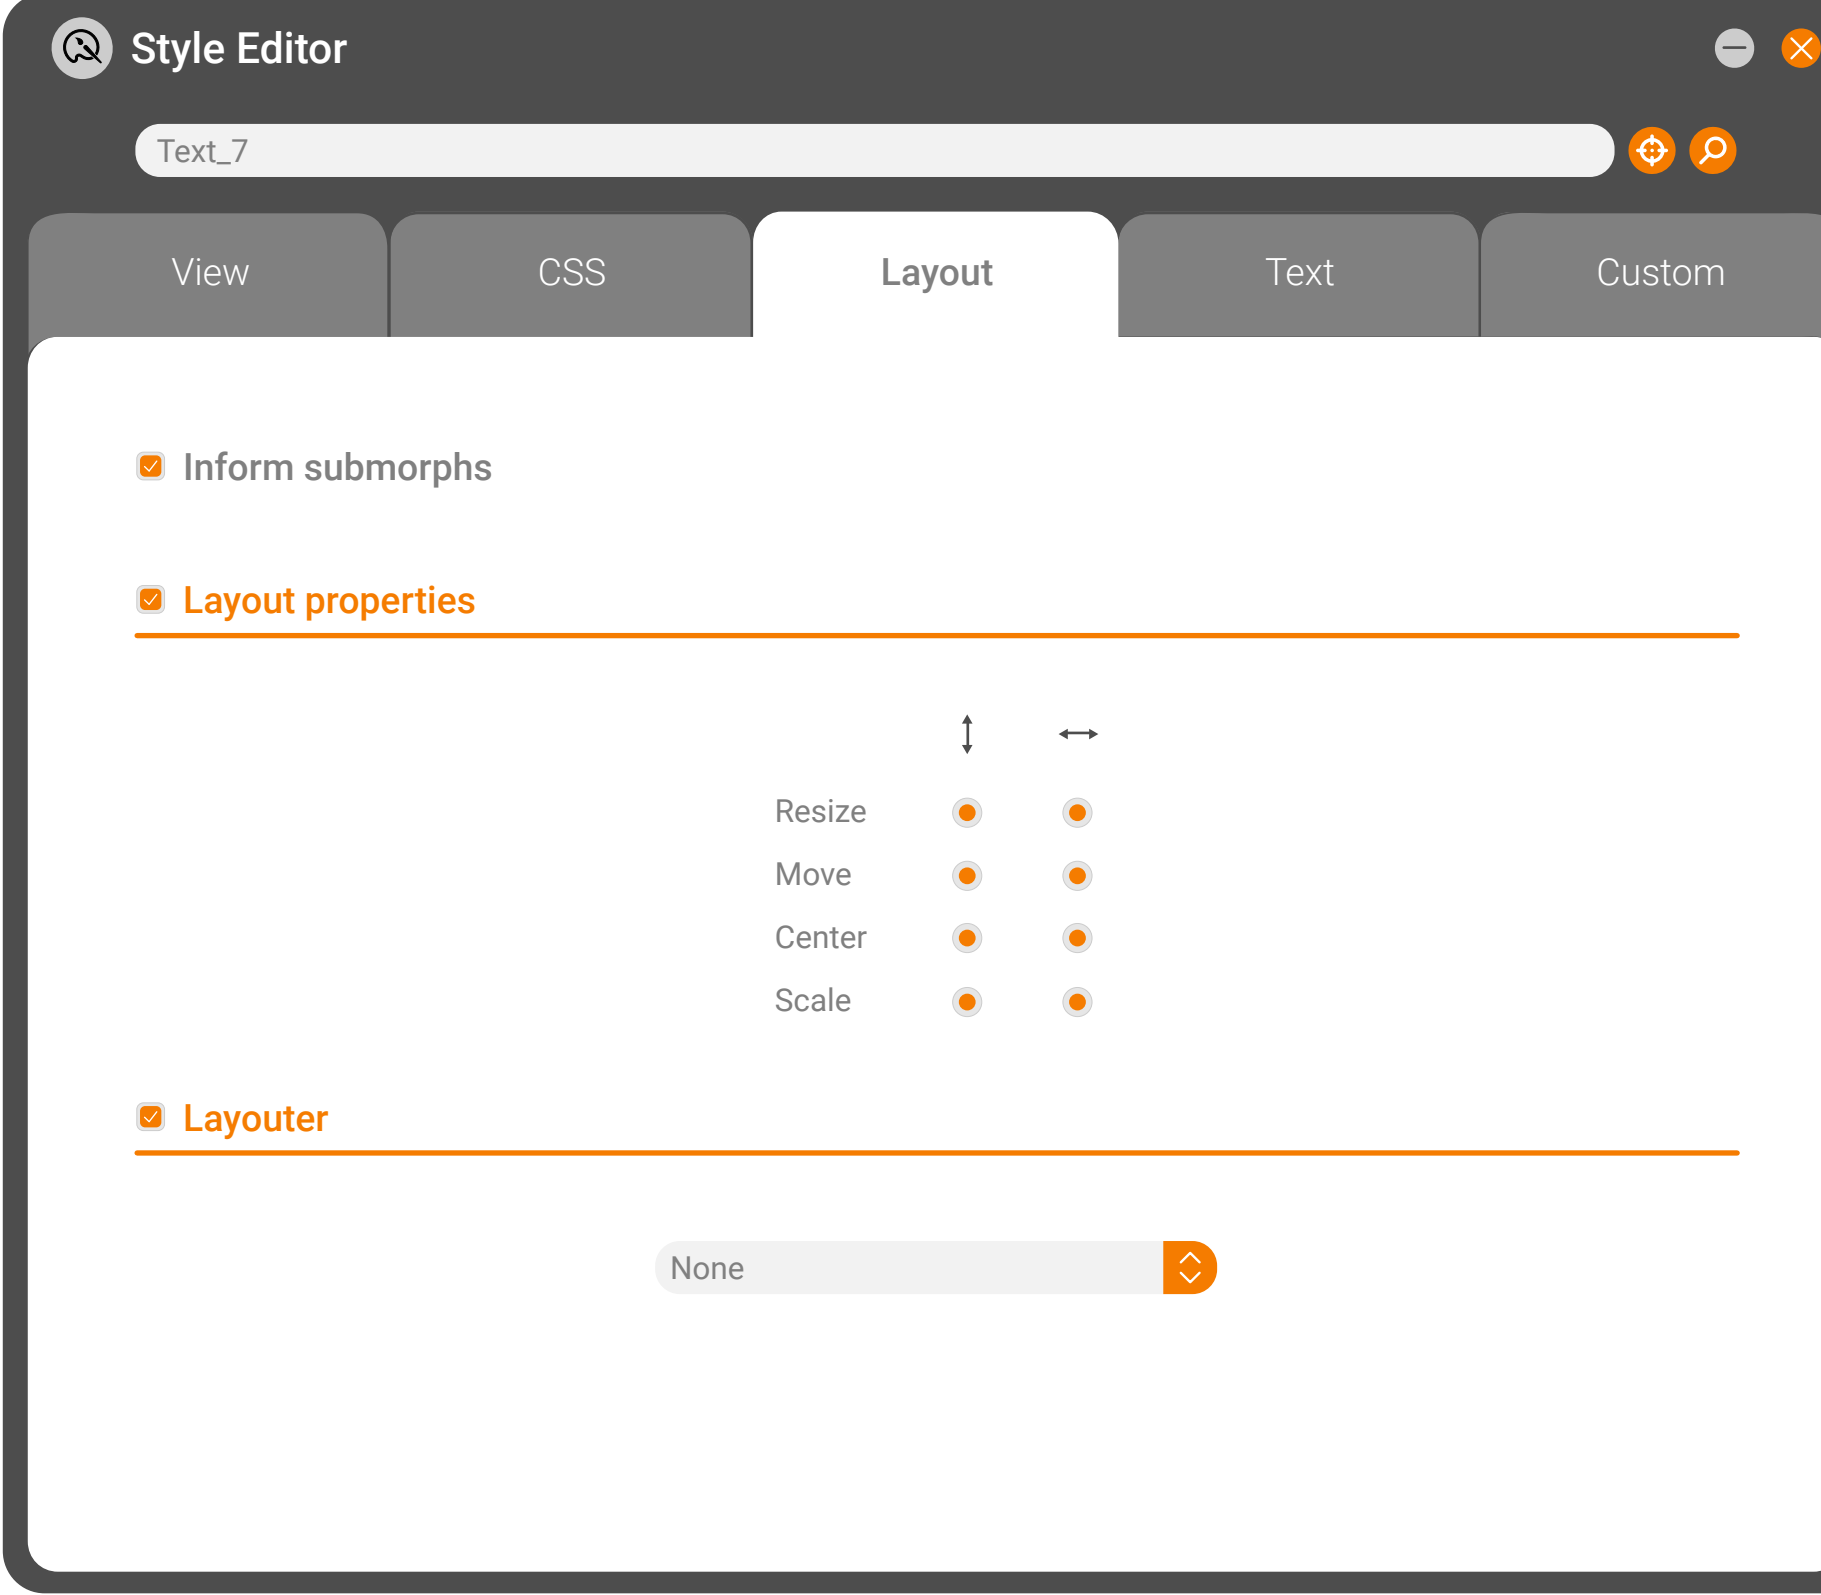 Style Editor
Text_7
View CSS Layout Text Custom
Inform submorphs
Layout properties
Resize
Move
Center
Scale
Layouter
None